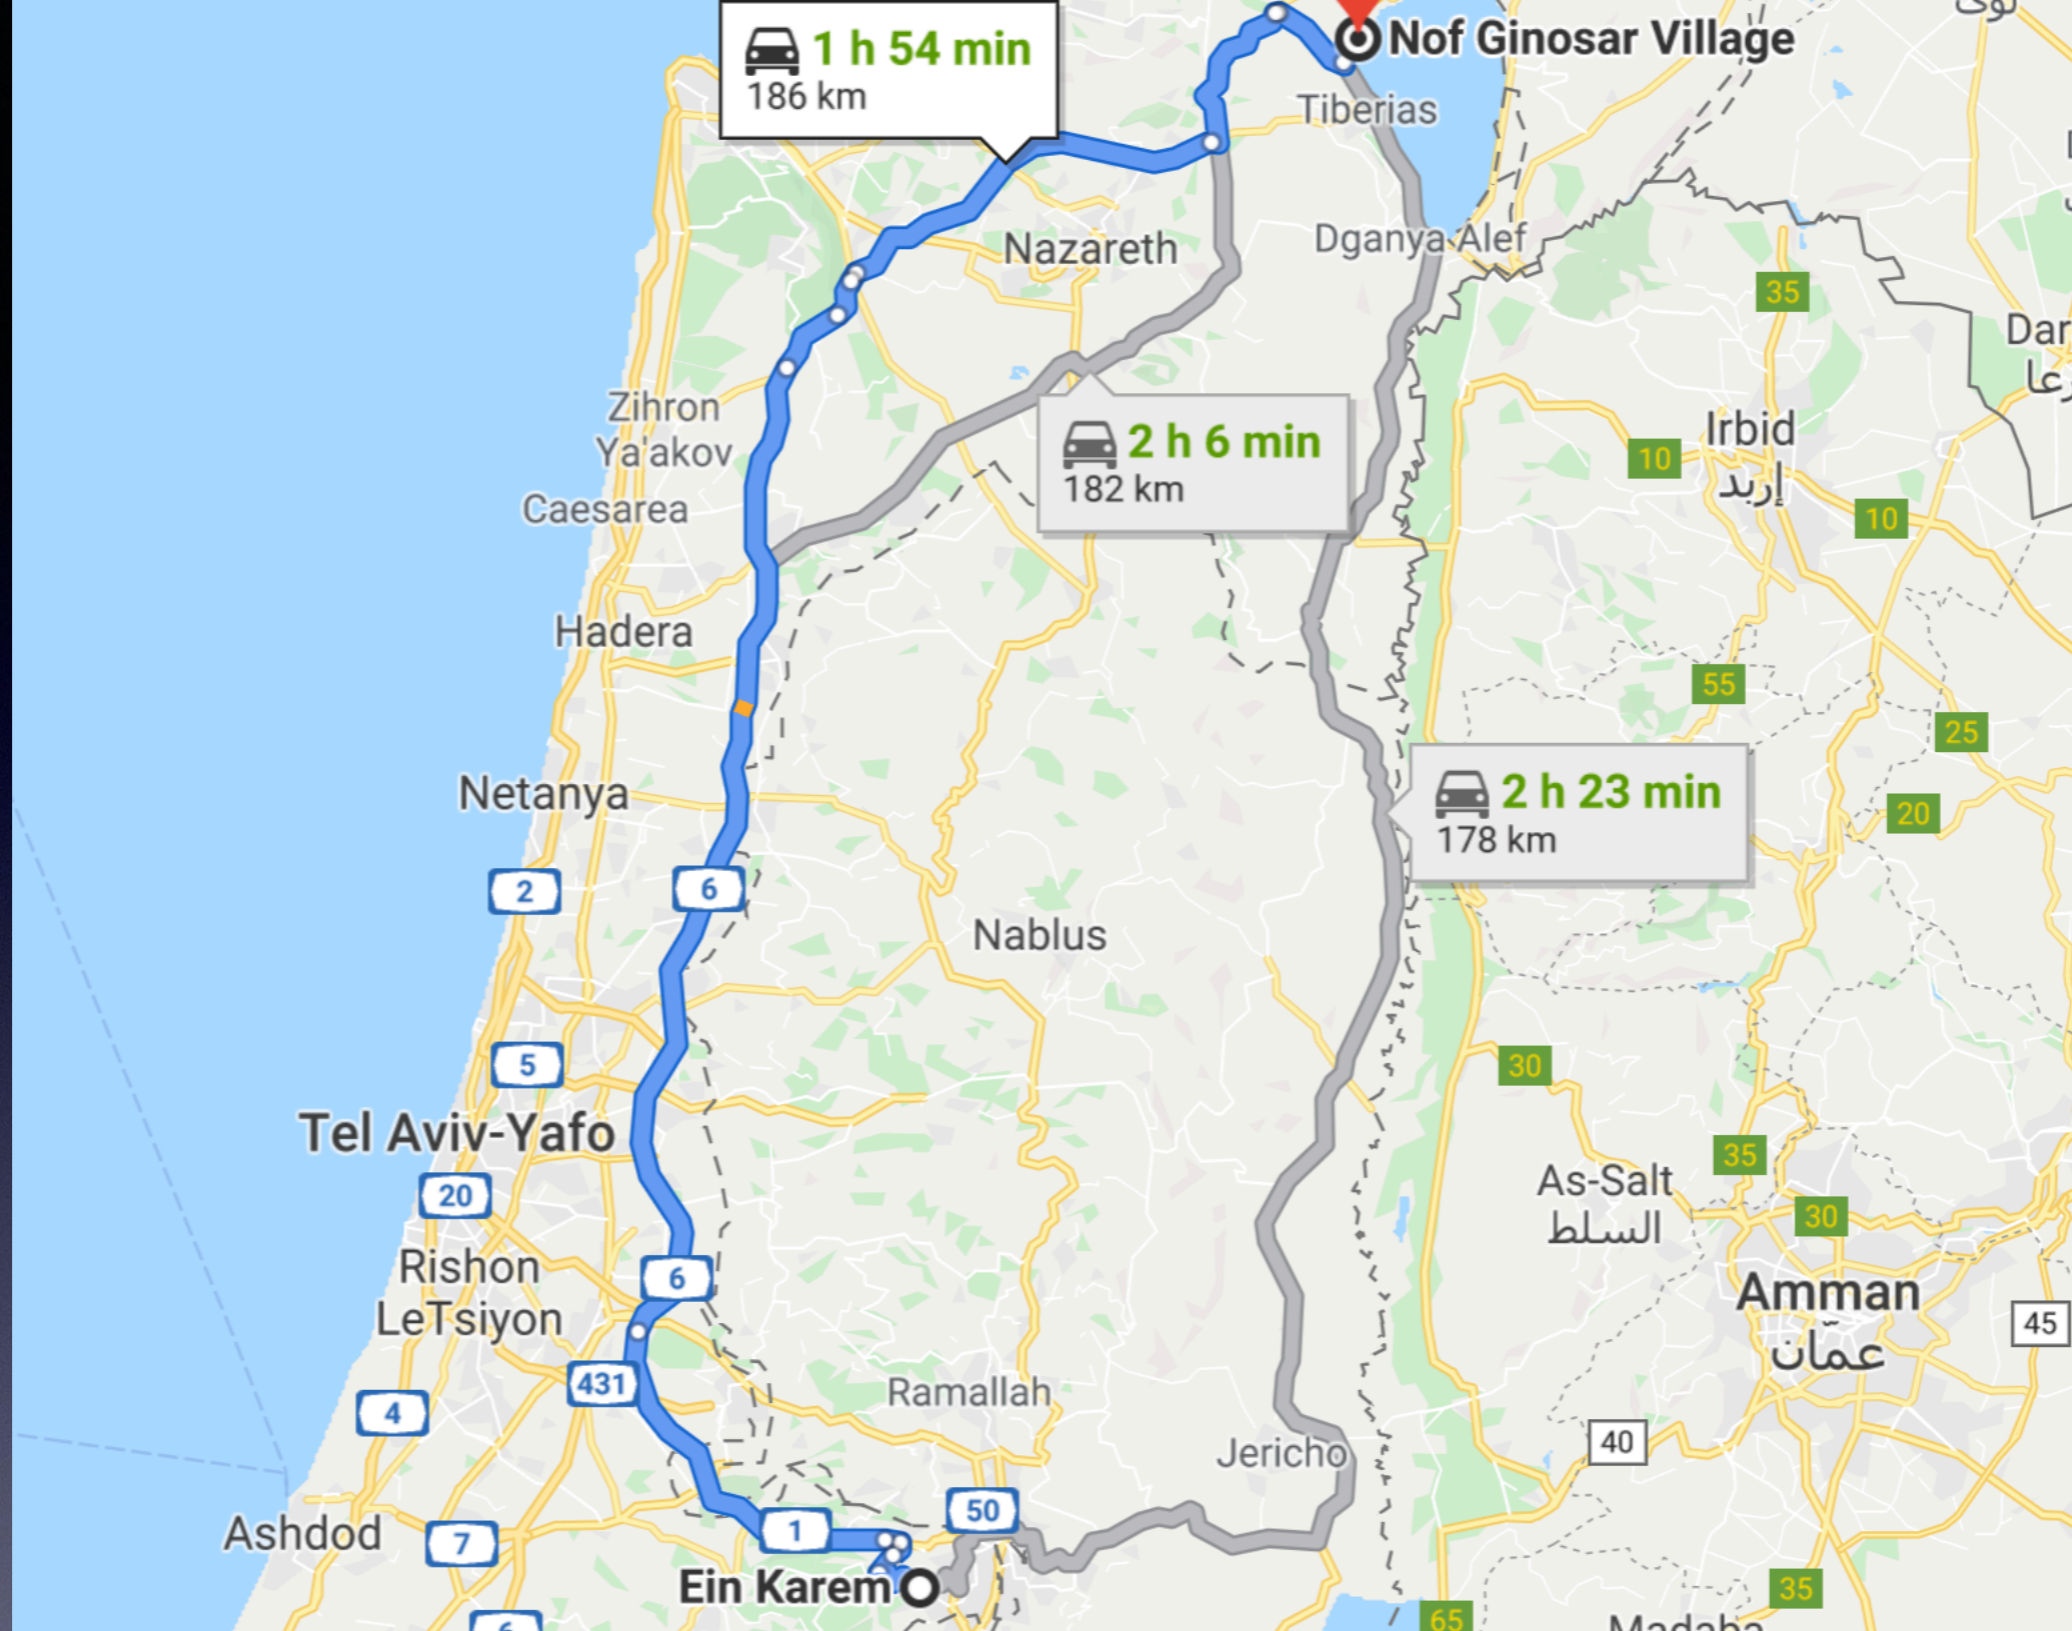 1 h 54 min
186 km
Nof Ginosar Village
Tiberias
Nazareth
Dganya Alef
35
Zihron
Ya'akov
Caesarea
2 h 6 min
182 km
Irbid
إربد
10
10
Hadera
55
25
Netanya
2 h 23 min
178 km
20
2
6
Nablus
5
30
Tel Aviv-Yafo
35
As-Salt
السلط
20
30
Rishon
LeTsiyon
6
Amman
عمّان
45
431
4
Ramallah
40
Jericho
50
Ashdod
7
1
Ein Karem
35
65
Madaba